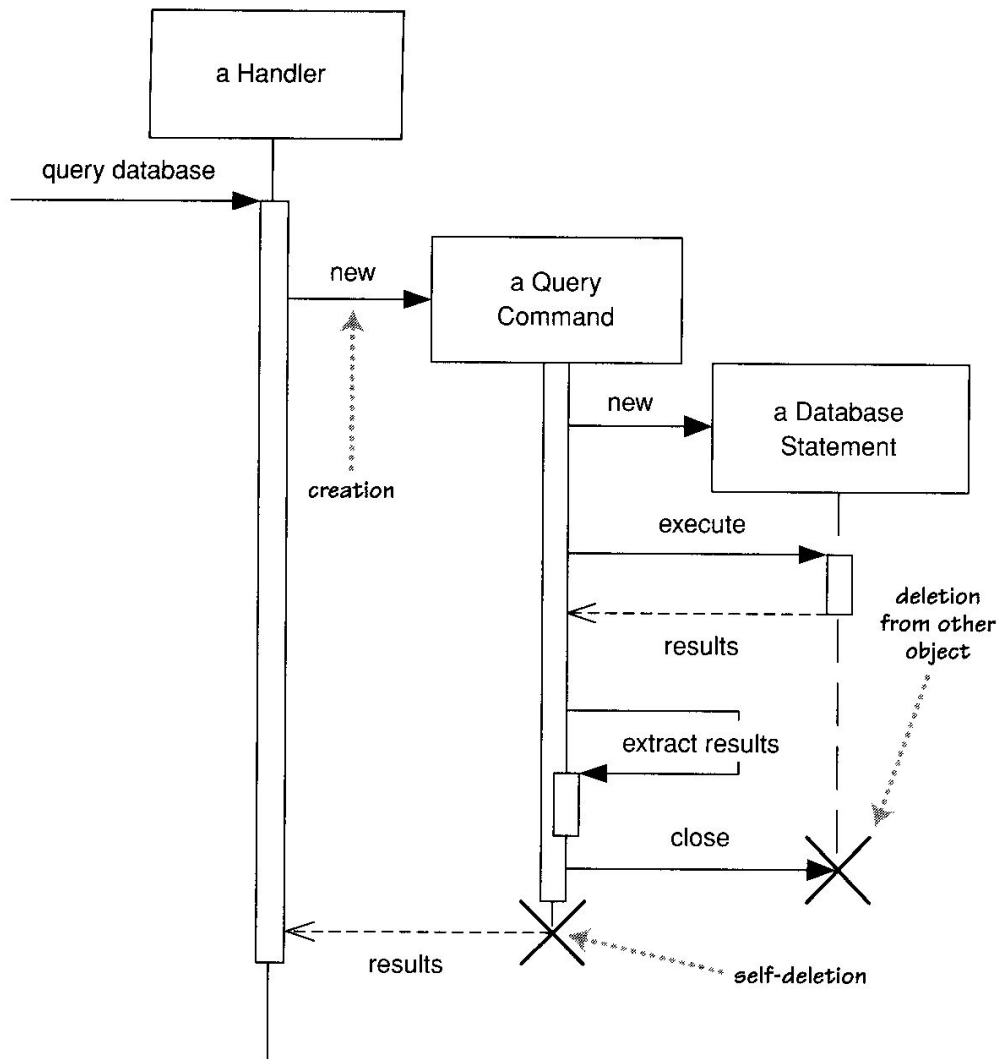 a Handler
query database
new
a Query
Command
creation
new
a Database
Statement
execute
deletion
from other
object
results
extract results
close
results
self-deletion